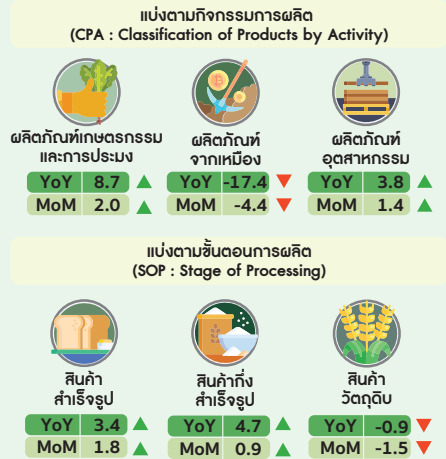 แบ่งตามกิจกรรมการผลิต
(CPA : Classification of Products by Activity)
ผลิตภัณฑ์เกษตรกรรม
และการประมง
YoY 8.7
MoM 2.0
ผลิตภัณฑ์
จากเหมือง
YoY -17.4
MoM -4.4
ผลิตภัณฑ์
อุตสาหกรรม
YoY 3.8
MoM 1.4
แบ่งตามขั้นตอนการผลิต
(SOP : Stage of Processing)
สินค้า
สำเร็จรูป
YoY 3.4
MoM 1.8
สินค้ากึ่ง
สำเร็จรูป
YoY 4.7
MoM 0.9
สินค้า
วัตถุดิบ
YoY -0.9
MoM -1.5